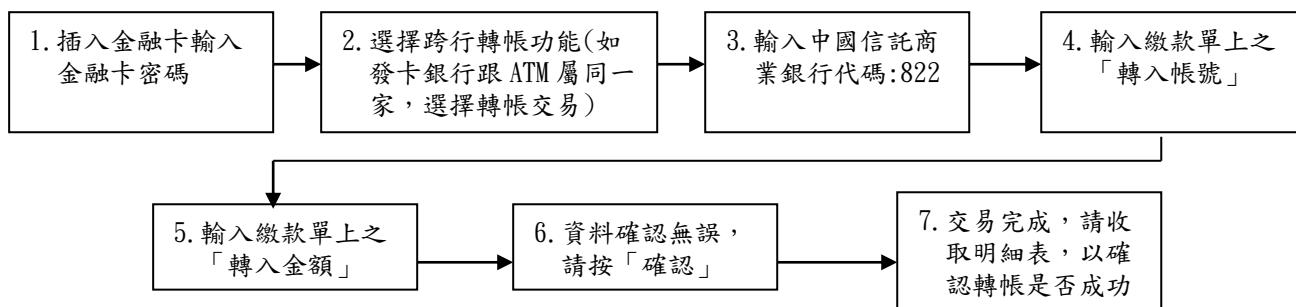 1.插入金融卡輸入
金融卡密碼
2.選擇跨行轉帳功能(如
發卡銀行跟 ATM 屬同一
家，選擇轉帳交易)
3.輸入中國信託商
業銀行代碼:822
4.輸入繳款單上之
「轉入帳號」
5.輸入繳款單上之
「轉入金額」
6.資料確認無誤，
請按「確認」
7.交易完成，請收
取明細表，以確
認轉帳是否成功